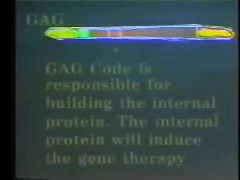 GAG
GAG Code is
responsible for
building the internal
protein. The internal
protein will induce
the gene therapy